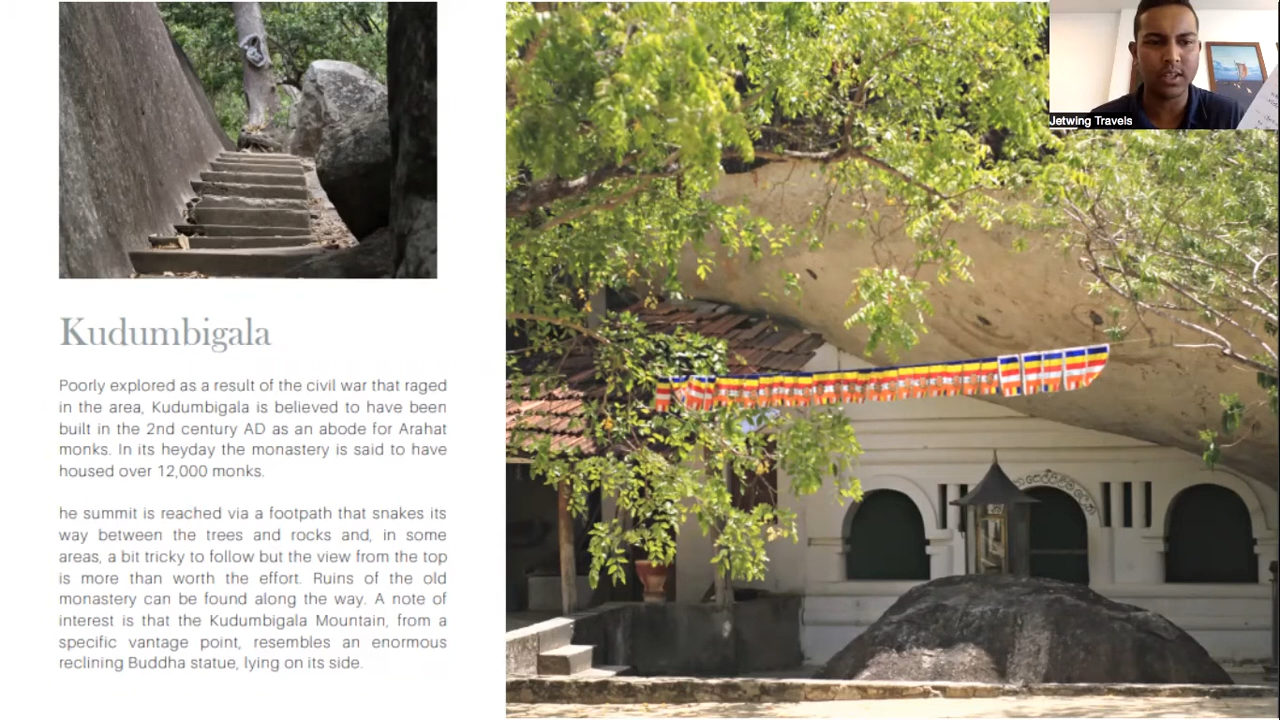 Jetwing Travels
Kudumbigala
Poorly explored as a result of the civil war that raged
in the area, Kudumbigala is believed to have been
built in the 2nd century AD as an abode for Arahat
monks. In its heyday the monastery is said to have
housed over 12,000 monks.
he summit is reached via a footpath that snakes its
way between the trees and rocks and, in some
areas, a bit tricky to follow but the view from the top
is more than worth the effort. Ruins of the old
monastery can be found along the way. A note of
interest is that the Kudumbigala Mountain, from a
specific vantage point, resembles an enormous
reclining Buddha statue, lying on its side.